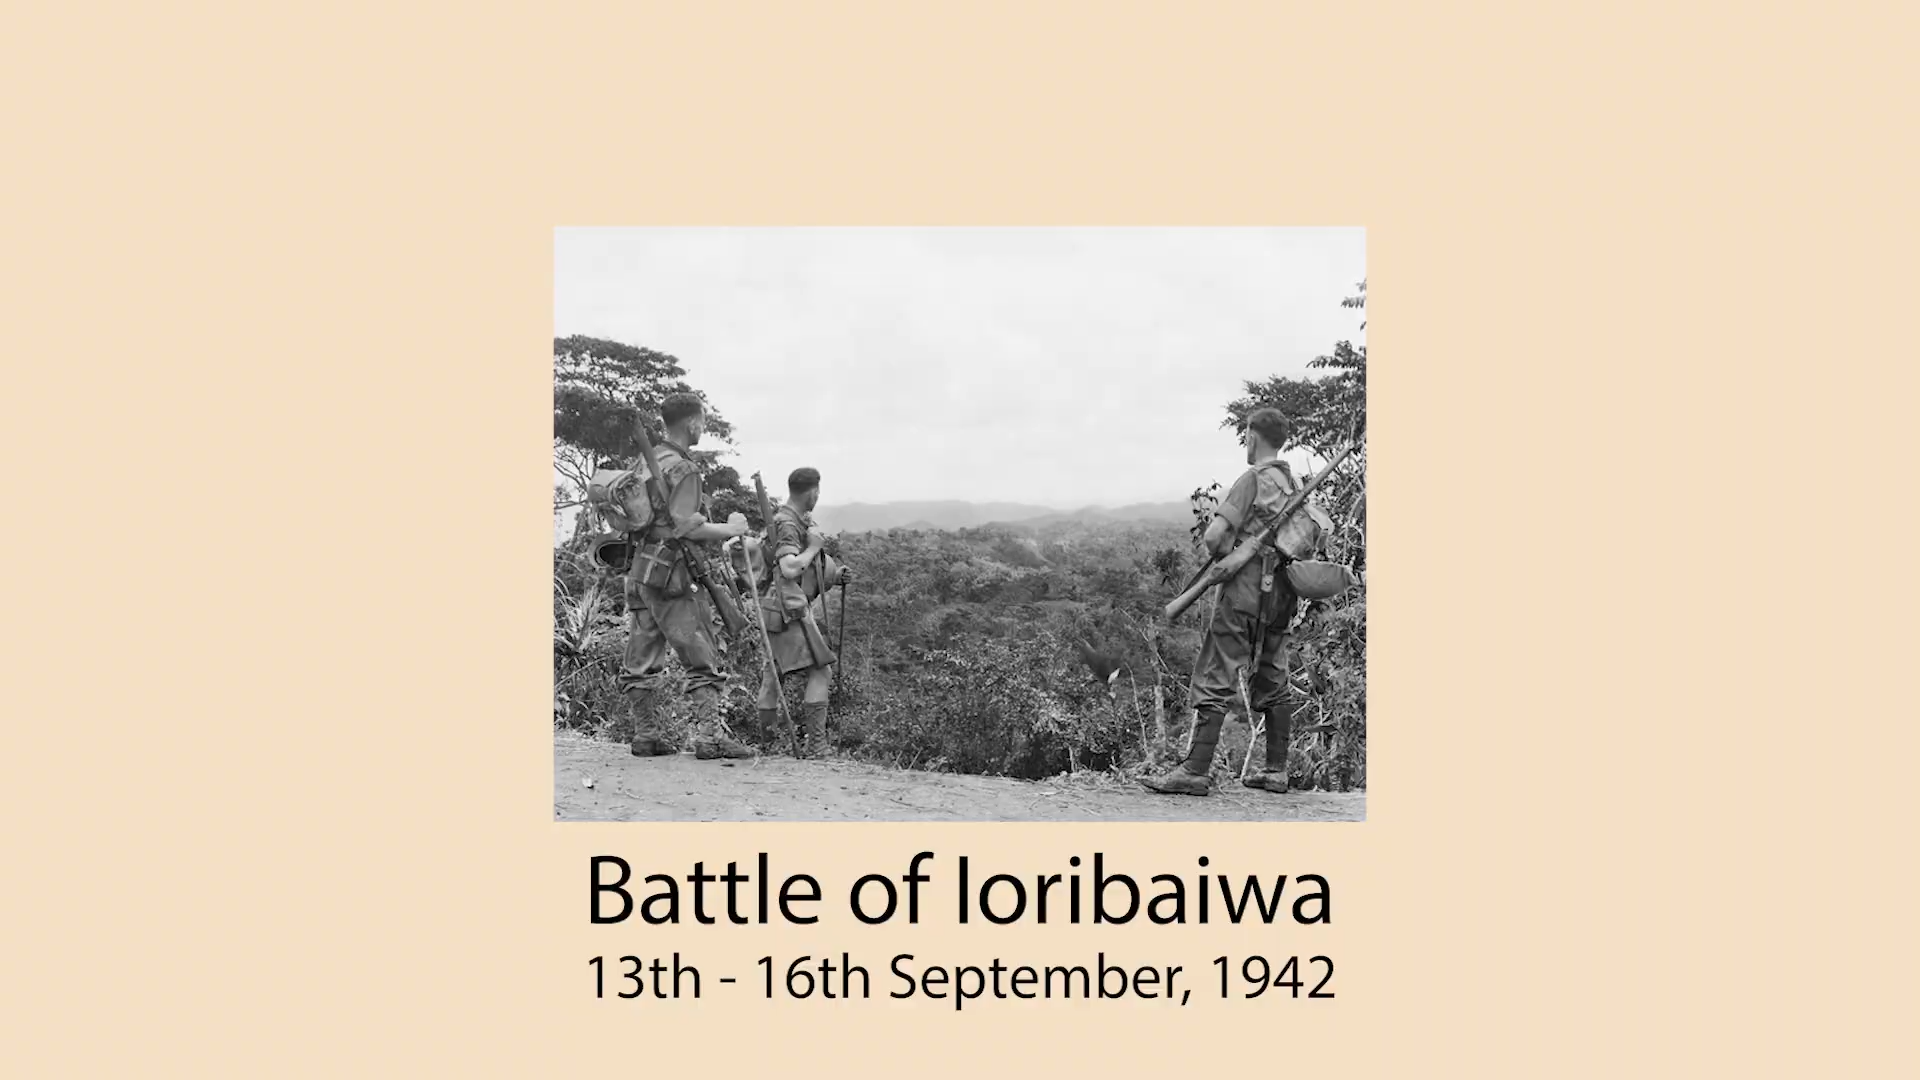 Battle of Ioribaiwa
13th - 16th September, 1942